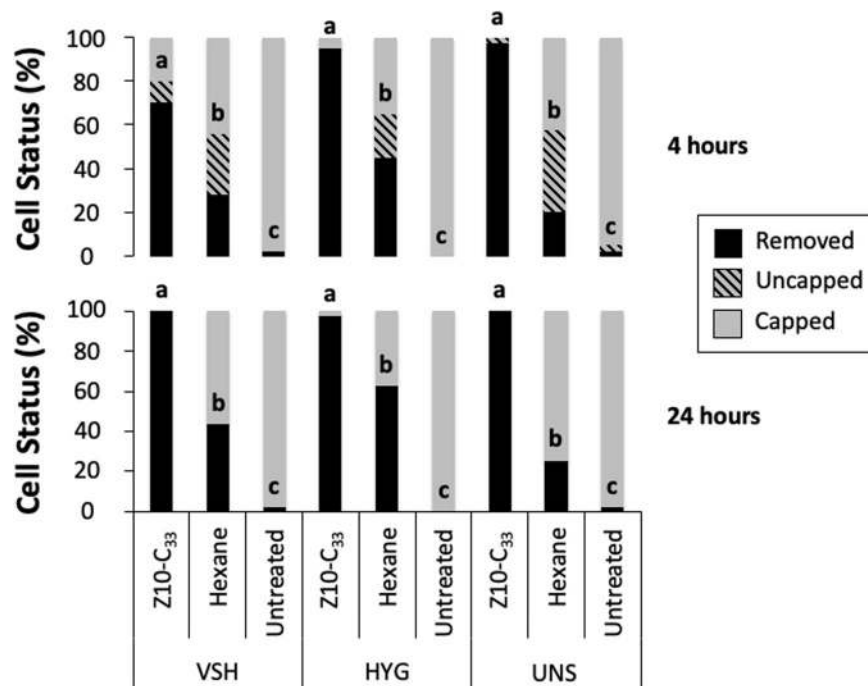 Cell Status (%)
100
80
60
40
20
0
a
b
c
a
b
c
a
b
c
4 hours
Removed
Uncapped
Capped
Cell Status (%)
100
80
60
40
20
0
a
b
c
a
b
c
a
b
c
24 hours
Z10-C₃₃
Hexane
Untreated
Z10-C₃₃
Hexane
Untreated
Z10-C₃₃
Hexane
Untreated
VSH
HYG
UNS